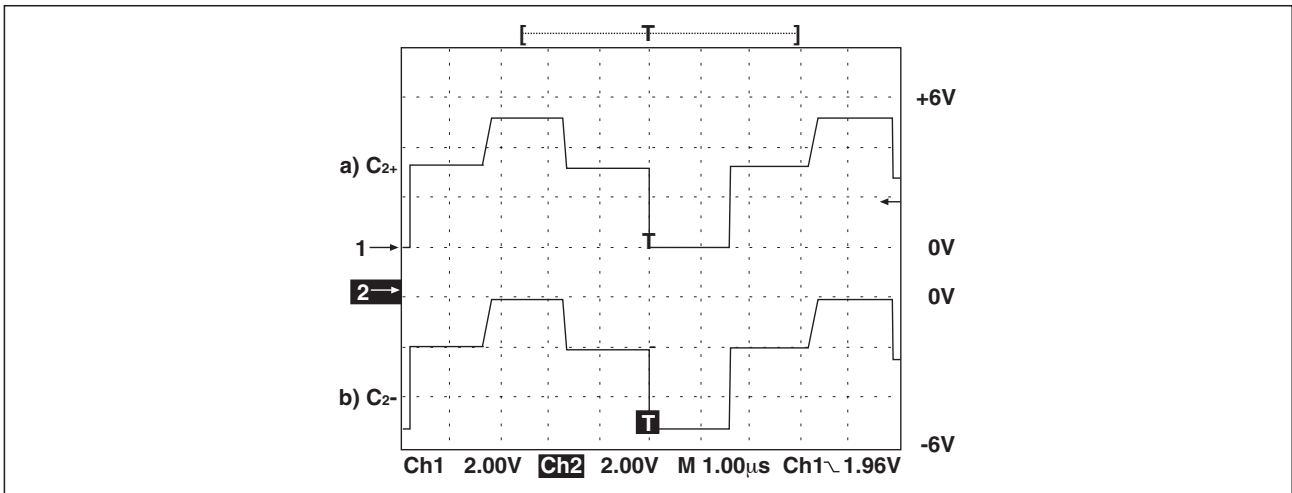 [ T ]
+6V
a) C2+
T
1
0V
2
0V
b) C2-
T
-6V
Ch1 2.00V Ch2 2.00V M 1.00µs Ch1 1.96V